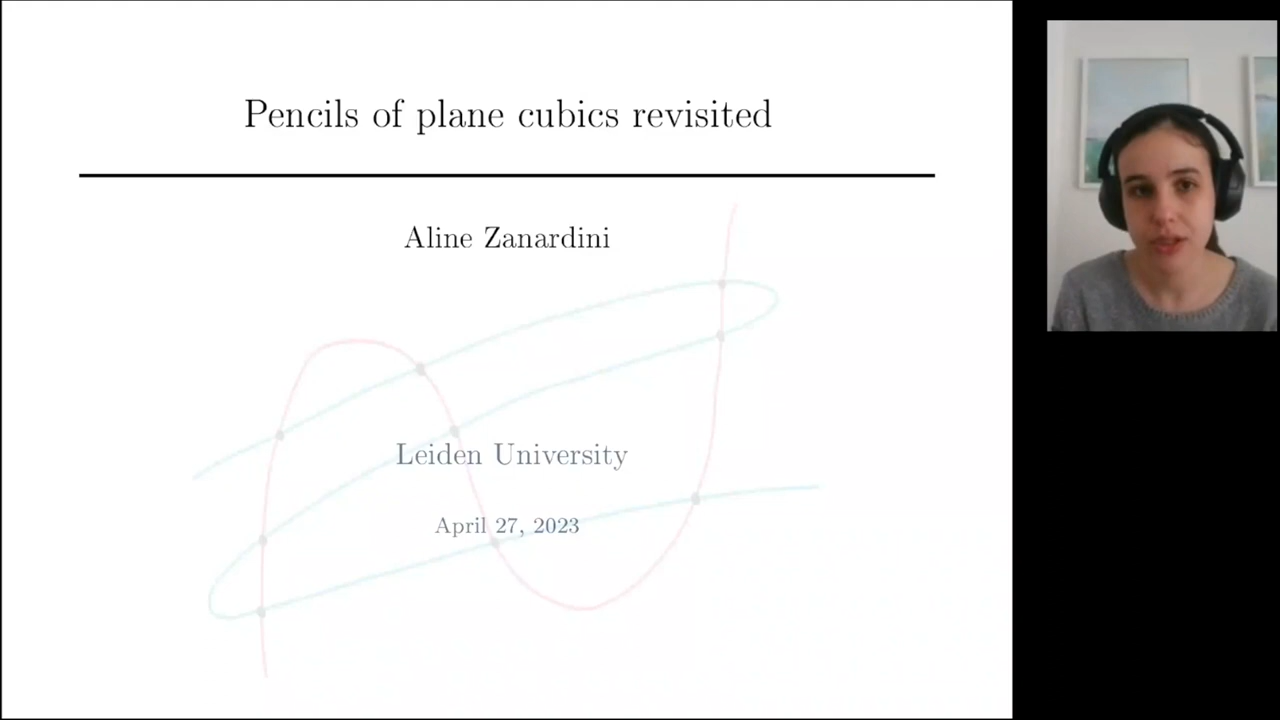 Pencils of plane cubics revisited
Aline Zanardini
Leiden University
April 27, 2023